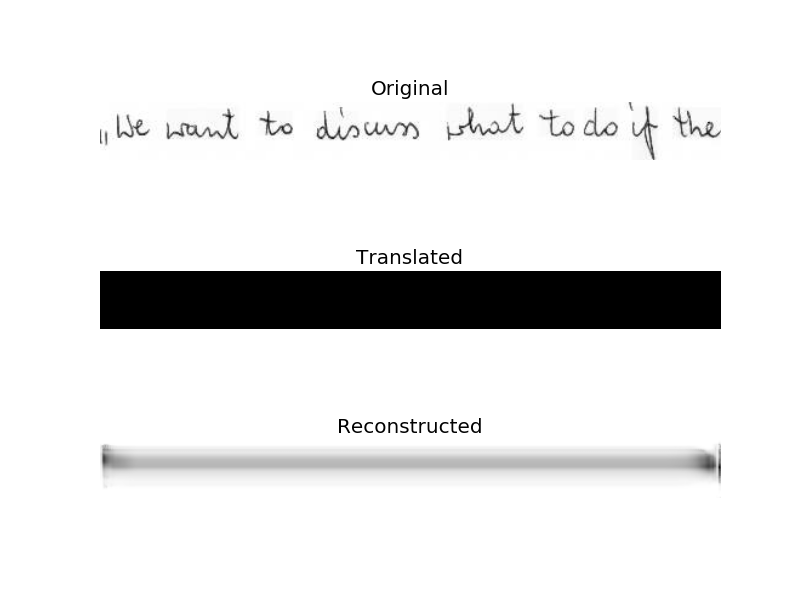 Original
„We want to discuss what to do if the
Translated
Reconstructed